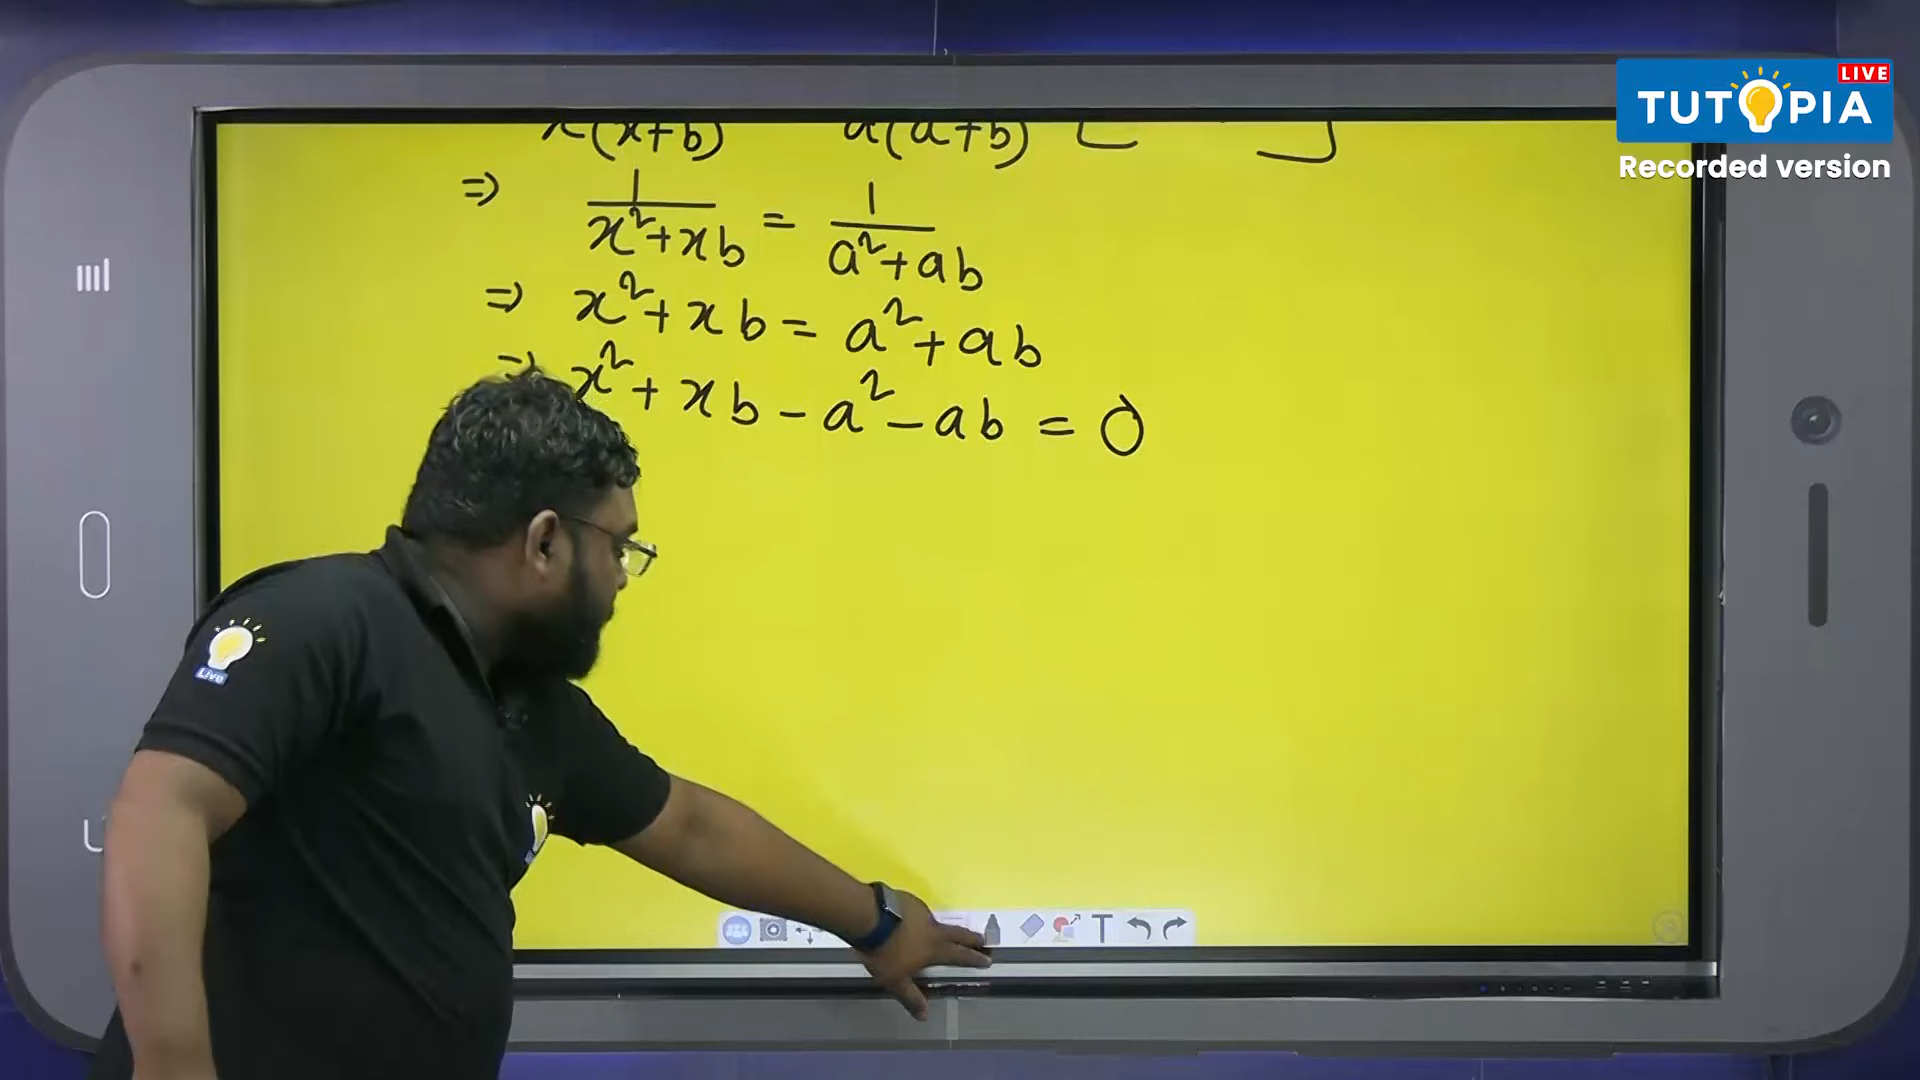 LIVE
TUTOPIA
Recorded version
x(x+b) a(a+b) [ ]
⇒ 1/(x²+xb) = 1/(a²+ab)
⇒ x²+xb = a²+ab
⇒ x²+xb-a²-ab = 0
LIVE
T